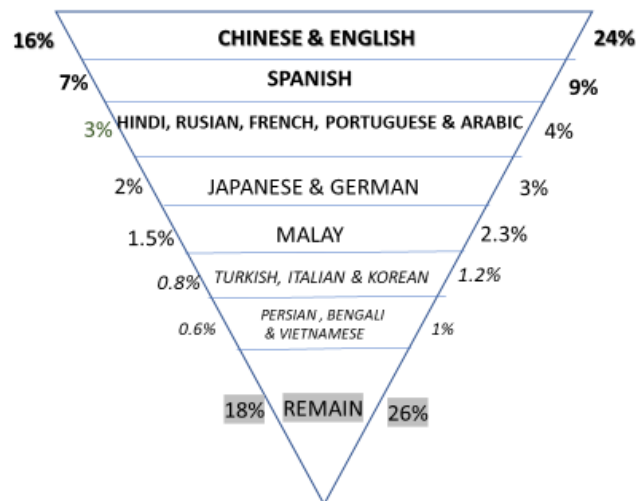 16% CHINESE & ENGLISH 24%
7% SPANISH 9%
3% HINDI, RUSIAN, FRENCH, PORTUGUESE & ARABIC 4%
2% JAPANESE & GERMAN 3%
1.5% MALAY 2.3%
0.8% TURKISH, ITALIAN & KOREAN 1.2%
0.6% PERSIAN , BENGALI 1%
& VIETNAMESE
18% REMAIN 26%